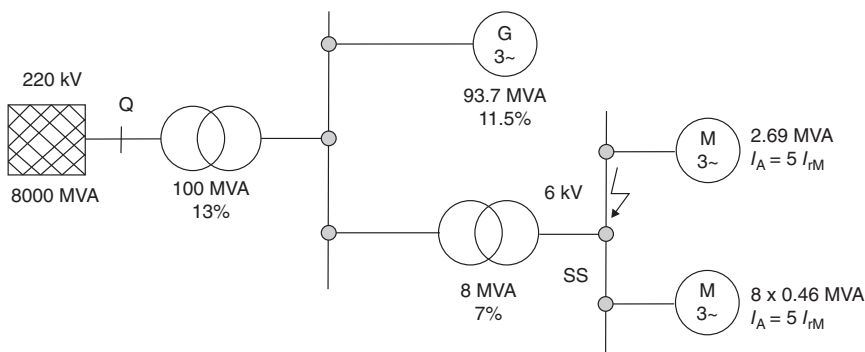 220 kV
8000 MVA
Q
100 MVA
13%
G
3~
93.7 MVA
11.5%
8 MVA
7%
6 kV
SS
M
3~
2.69 MVA
I_A = 5 I_rM
M
3~
8 x 0.46 MVA
I_A = 5 I_rM